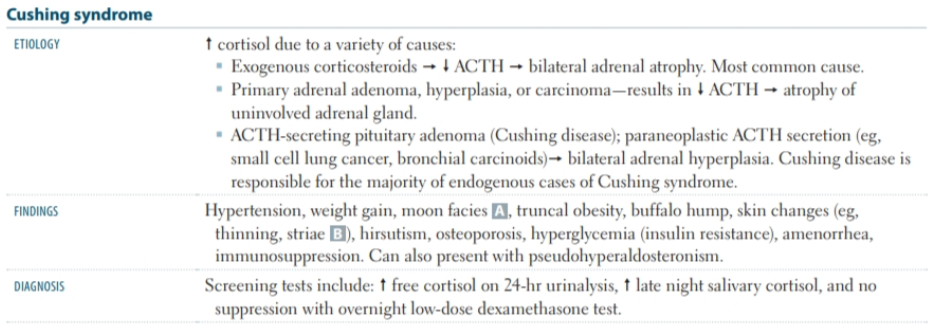 Cushing syndrome
ETIOLOGY
↑ cortisol due to a variety of causes:
▪ Exogenous corticosteroids → ↓ ACTH → bilateral adrenal atrophy. Most common cause.
▪ Primary adrenal adenoma, hyperplasia, or carcinoma—results in ↓ ACTH → atrophy of
uninvolved adrenal gland.
▪ ACTH-secreting pituitary adenoma (Cushing disease); paraneoplastic ACTH secretion (eg,
small cell lung cancer, bronchial carcinoids)→ bilateral adrenal hyperplasia. Cushing disease is
responsible for the majority of endogenous cases of Cushing syndrome.
FINDINGS
Hypertension, weight gain, moon facies A, truncal obesity, buffalo hump, skin changes (eg,
thinning, striae B), hirsutism, osteoporosis, hyperglycemia (insulin resistance), amenorrhea,
immunosuppression. Can also present with pseudohyperaldosteronism.
DIAGNOSIS
Screening tests include: ↑ free cortisol on 24-hr urinalysis, ↑ late night salivary cortisol, and no
suppression with overnight low-dose dexamethasone test.